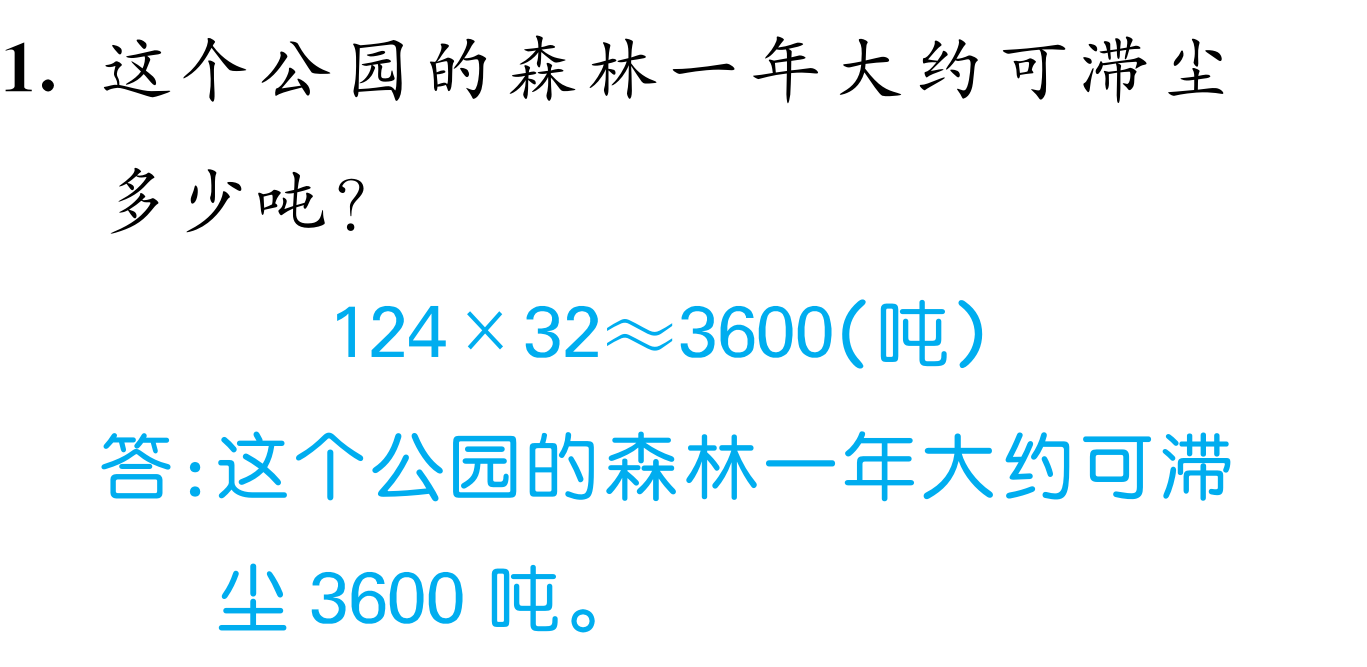 1. 这个公园的森林一年大约可滞尘
多少吨?
124×32≈3600(吨)
答:这个公园的森林一年大约可滞
尘 3600 吨。